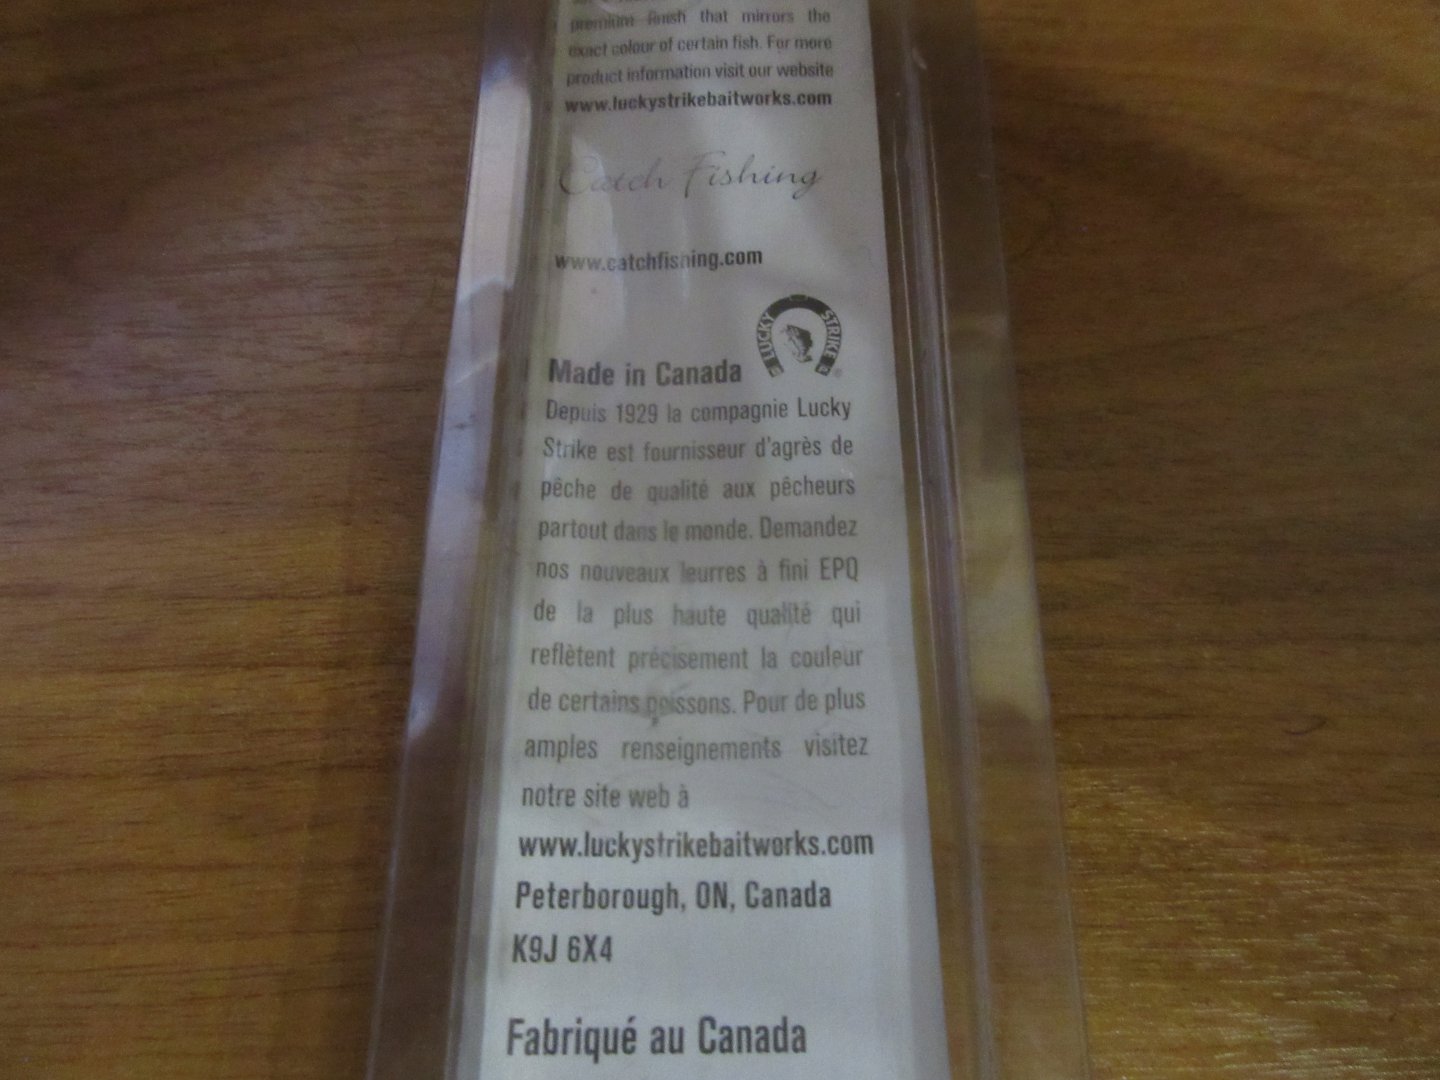 premium finish that mirrors the
exact colour of certain fish. For more
product information visit our website
www.luckystrikebaitworks.com
Catch Fishing
www.catchfishing.com
LUCKY STRIKE
®
Made in Canada
Depuis 1929 la compagnie Lucky
Strike est fournisseur d'agrès de
pêche de qualité aux pêcheurs
partout dans le monde. Demandez
nos nouveaux leurres à fini EPQ
de la plus haute qualité qui
reflètent précisement la couleur
de certains poissons. Pour de plus
amples renseignements visitez
notre site web à
www.luckystrikebaitworks.com
Peterborough, ON, Canada
K9J 6X4
Fabriqué au Canada